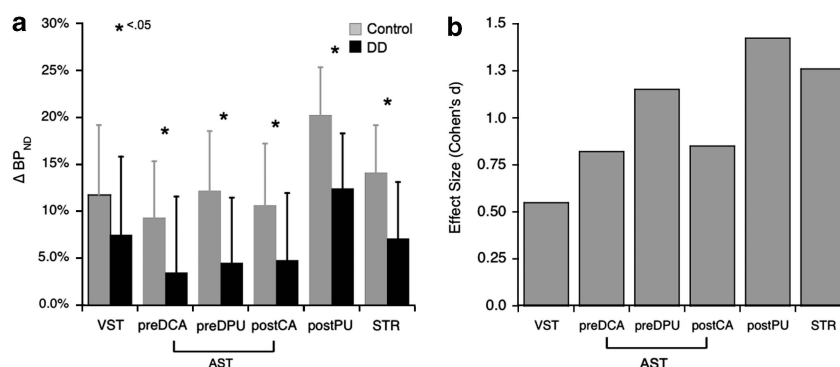 a
30%
25%
20%
15%
10%
5.0%
0.0%
Δ BPND
* <.05
Control
DD
*
*
*
*
*
VST preDCA preDPU postCA postPU STR
AST
b
1.5
1.3
1.0
0.75
0.50
0.25
0.0
Effect Size (Cohen's d)
VST preDCA preDPU postCA postPU STR
AST